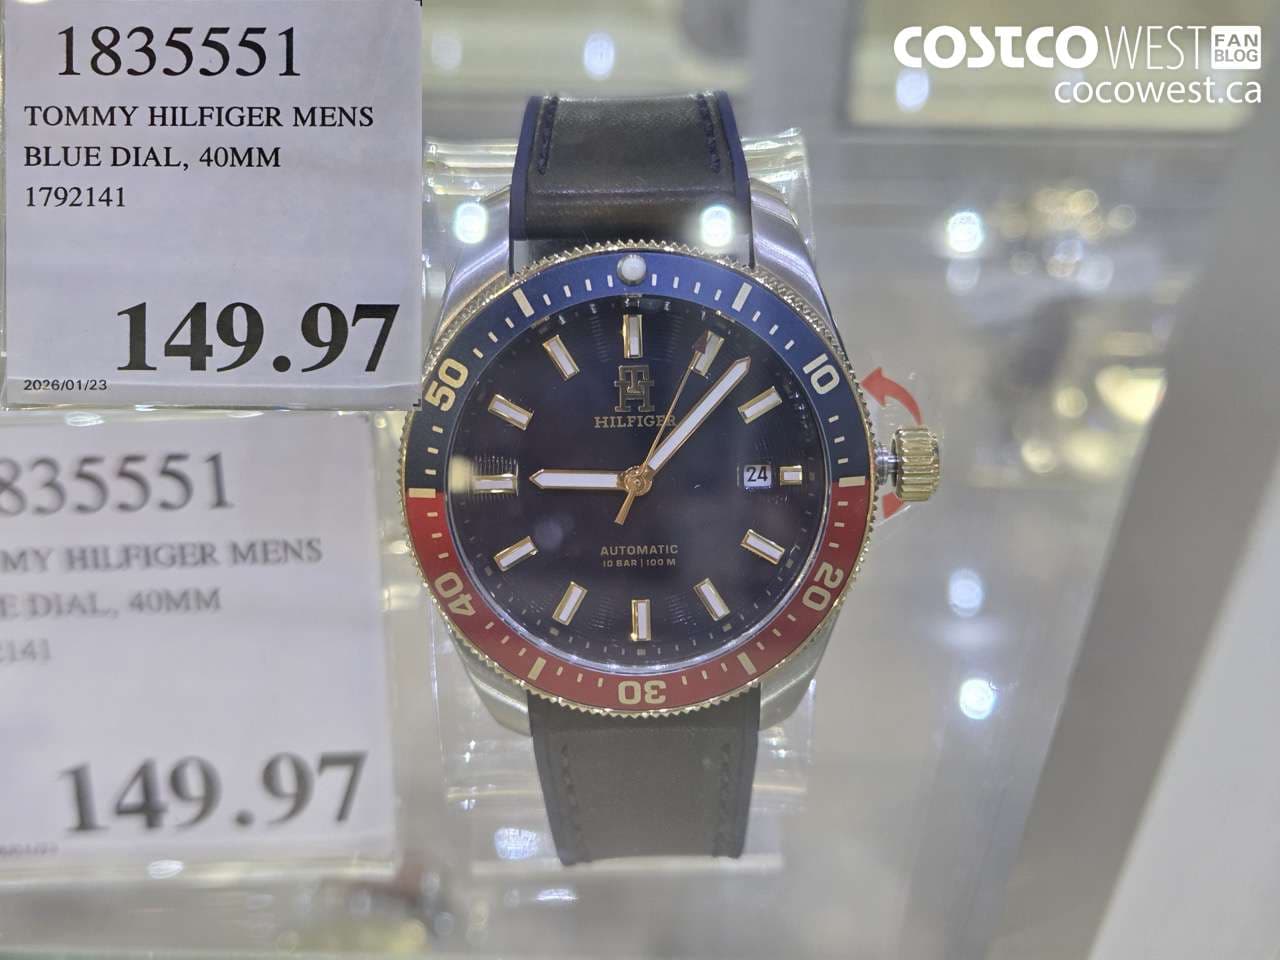 1835551
TOMMY HILFIGER MENS
BLUE DIAL, 40MM
1792141
149.97
2026/01/23
835551
MY HILFIGER MENS
E DIAL, 40MM
2141
149.97
COSTCO WEST FAN BLOG
cocowest.ca
10
20
30
40
50
TH
HILFIGER
24
AUTOMATIC
10 BAR | 100 M